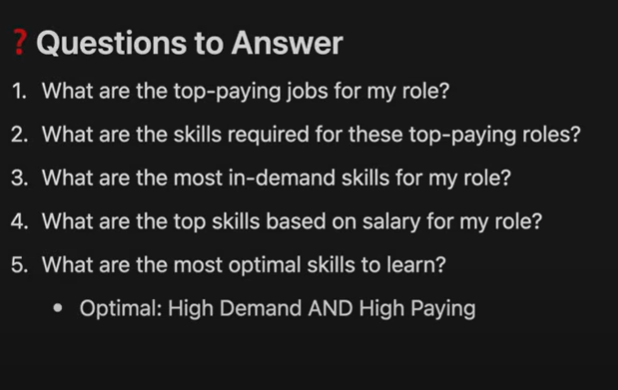 ❓ Questions to Answer
1. What are the top-paying jobs for my role?
2. What are the skills required for these top-paying roles?
3. What are the most in-demand skills for my role?
4. What are the top skills based on salary for my role?
5. What are the most optimal skills to learn?
• Optimal: High Demand AND High Paying